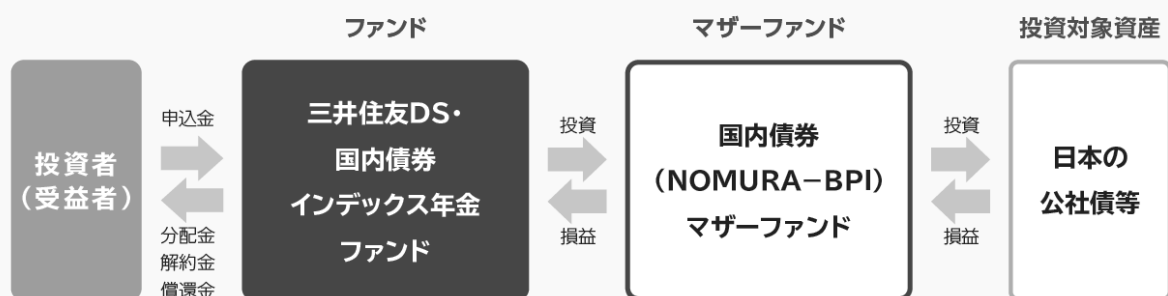 ファンド
マザーファンド
投資対象資産
投資者
（受益者）
申込金
分配金
解約金
償還金
三井住友DS・
国内債券
インデックス年金
ファンド
投資
損益
国内債券
（NOMURA−BPI）
マザーファンド
投資
損益
日本の
公社債等